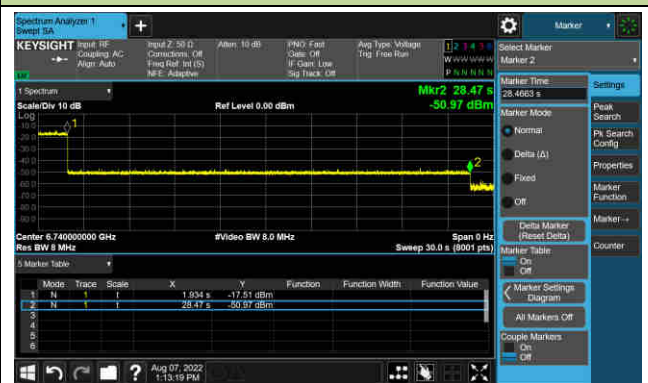 Spectrum Analyzer 1
Swept SA
Marker
KEYSIGHT
Input: RF
Coupling: AC
Align: Auto
Input Z: 50 Ω
Corrections: Off
Freq Ref: Int (S)
NFE: Adaptive
Atten: 10 dB
PNO: Fast
Gate: Off
IF Gain: Low
Sig Track: Off
Avg Type: Voltage
Trig: Free Run
1 2 3 4 5 6
W W W W W W
P N N N N N
Select Marker
Marker 2
1 Spectrum
Scale/Div 10 dB
Log
Ref Level 0.00 dBm
Mkr2 28.47 s
-50.97 dBm
-10.0
-20.0
-30.0
-40.0
-50.0
-60.0
-70.0
-80.0
-90.0
1
2
Center 6.740000000 GHz
Res BW 8 MHz
#Video BW 8.0 MHz
Span 0 Hz
Sweep 30.0 s (8001 pts)
5 Marker Table
Mode Trace Scale X Y Function Function Width Function Value
1 N 1 t 1.934 s -17.51 dBm
2 N 1 t 28.47 s -50.97 dBm
3
4
5
6
Marker Time
28.4663 s
Marker Mode
Normal
Delta (Δ)
Fixed
Off
Delta Marker
(Reset Delta)
Marker Table
On
Off
Marker Settings
Diagram
All Markers Off
Couple Markers
On
Off
Settings
Peak
Search
Pk Search
Config
Properties
Marker
Function
Marker→
Counter
?
Aug 07, 2022
1:13:19 PM